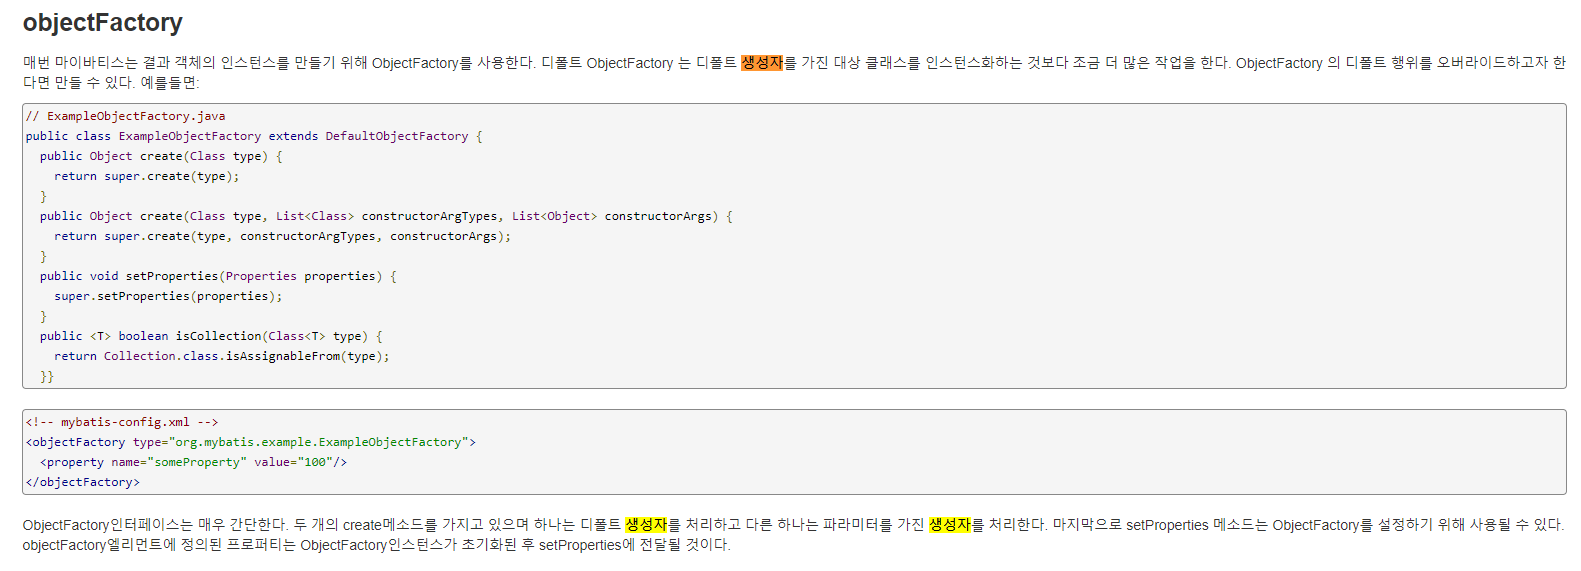 objectFactory
매번 마이바티스는 결과 객체의 인스턴스를 만들기 위해 ObjectFactory를 사용한다. 디폴트 ObjectFactory 는 디폴트 생성자를 가진 대상 클래스를 인스턴스화하는 것보다 조금 더 많은 작업을 한다. ObjectFactory 의 디폴트 행위를 오버라이드하고자 한
다면 만들 수 있다. 예를들면:
// ExampleObjectFactory.java
public class ExampleObjectFactory extends DefaultObjectFactory {
  public Object create(Class type) {
    return super.create(type);
  }
  public Object create(Class type, List<Class> constructorArgTypes, List<Object> constructorArgs) {
    return super.create(type, constructorArgTypes, constructorArgs);
  }
  public void setProperties(Properties properties) {
    super.setProperties(properties);
  }
  public <T> boolean isCollection(Class<T> type) {
    return Collection.class.isAssignableFrom(type);
  }}
<!-- mybatis-config.xml -->
<objectFactory type="org.mybatis.example.ExampleObjectFactory">
  <property name="someProperty" value="100"/>
</objectFactory>
ObjectFactory인터페이스는 매우 간단한다. 두 개의 create메소드를 가지고 있으며 하나는 디폴트 생성자를 처리하고 다른 하나는 파라미터를 가진 생성자를 처리한다. 마지막으로 setProperties 메소드는 ObjectFactory를 설정하기 위해 사용될 수 있다.
objectFactory엘리먼트에 정의된 프로퍼티는 ObjectFactory인스턴스가 초기화된 후 setProperties에 전달될 것이다.